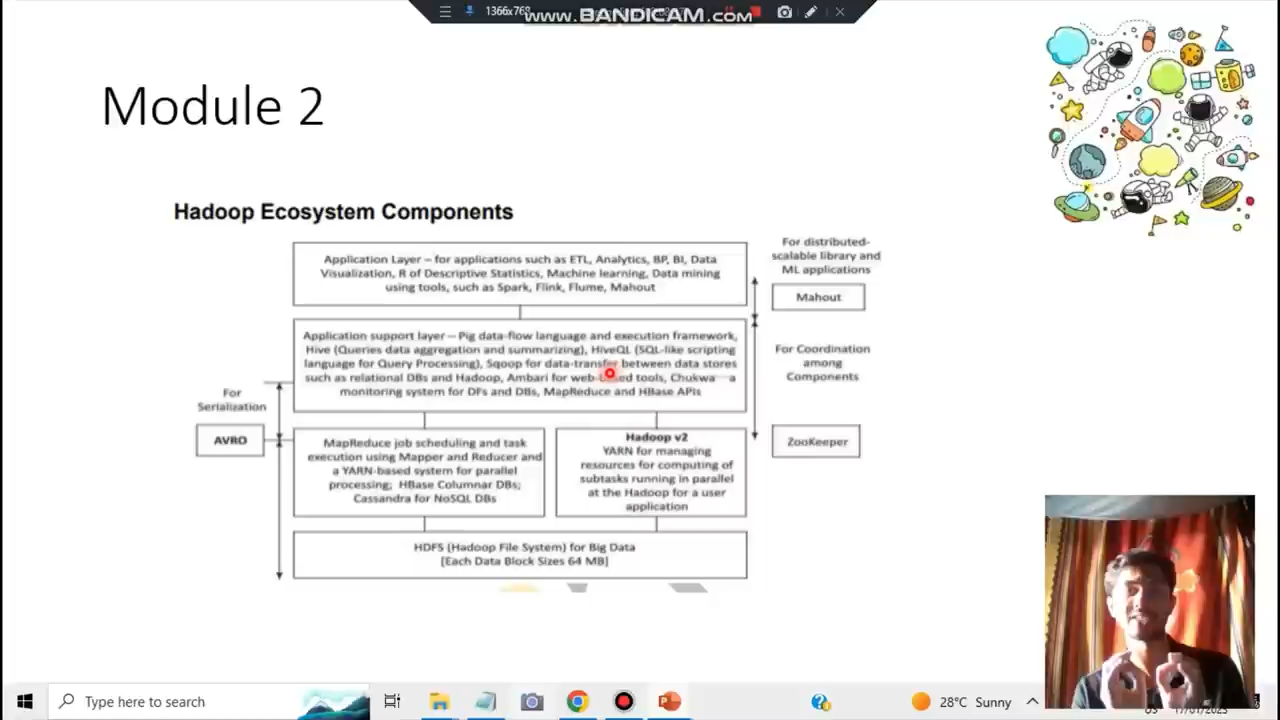 1366x768
www.BANDICAM.com
Module 2
Hadoop Ecosystem Components
Application Layer – for applications such as ETL, Analytics, BP, BI, Data
Visualization, R of Descriptive Statistics, Machine learning, Data mining
using tools, such as Spark, Flink, Flume, Mahout
For distributed-
scalable library and
ML applications
Mahout
Application support layer – Pig data-flow language and execution framework,
Hive (Queries data aggregation and summarizing), HiveQL (SQL-like scripting
language for Query Processing), Sqoop for data-transfer between data stores
such as relational DBs and Hadoop, Ambari for web-based tools, Chukwa – a
monitoring system for DFs and DBs, MapReduce and HBase APIs
For Coordination
among
Components
ZooKeeper
For
Serialization
AVRO
MapReduce job scheduling and task
execution using Mapper and Reducer and
a YARN-based system for parallel
processing; HBase Columnar DBs;
Cassandra for NoSQL DBs
Hadoop v2
YARN for managing
resources for computing of
subtasks running in parallel
at the Hadoop for a user
application
HDFS (Hadoop File System) for Big Data
[Each Data Block Sizes 64 MB]
Type here to search
28°C Sunny
17/01/2023